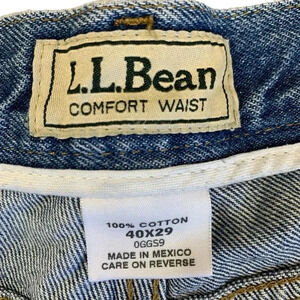 L.L.Bean
COMFORT WAIST
100% COTTON
40X29
0GGS9
MADE IN MEXICO
CARE ON REVERSE